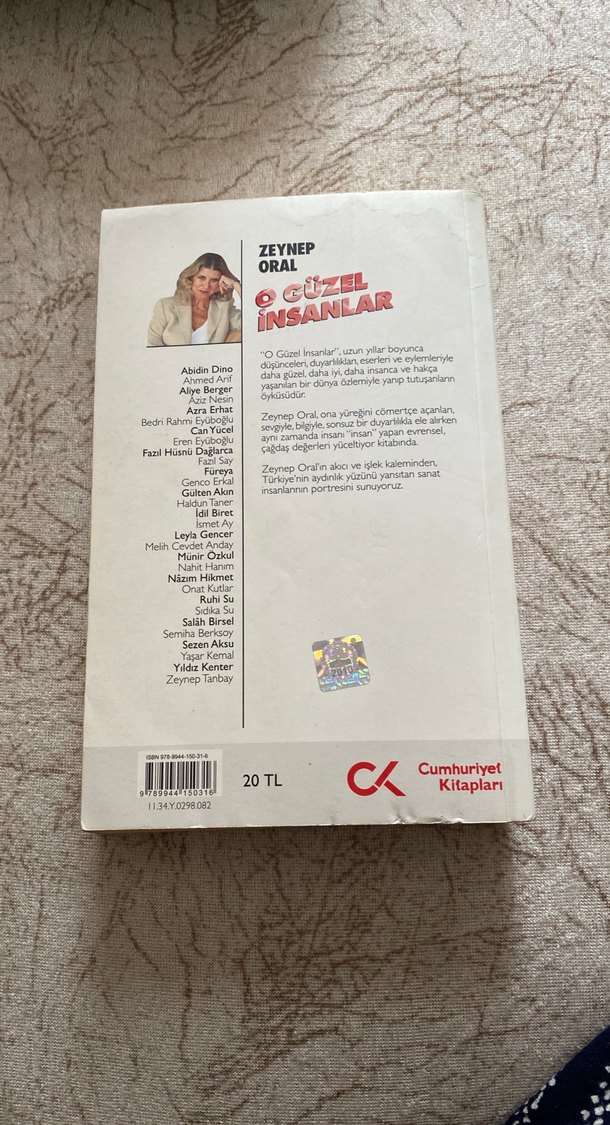 ZEYNEP
ORAL
O GÜZEL
İNSANLAR
"O Güzel İnsanlar", uzun yıllar boyunca
düşünceleri, duyarlılıkları, eserleri ve eylemleriyle
daha güzel, daha iyi, daha insanca ve hakça
yaşanılan bir dünya özlemiyle yanıp tutuşanların
öyküsüdür.
Zeynep Oral, ona yüreğini cömertçe açanları,
sevgiyle, bilgiyle, sonsuz bir duyarlılıkla ele alırken
aynı zamanda insanı "insan" yapan evrensel,
çağdaş değerleri yüceltiyor kitabında.
Zeynep Oral'ın akıcı ve işlek kaleminden,
Türkiye'nin aydınlık yüzünü yansıtan sanat
insanlarının portresini sunuyoruz.
Abidin Dino
Ahmed Arif
Aliye Berger
Aziz Nesin
Azra Erhat
Bedri Rahmi Eyüboğlu
Can Yücel
Eren Eyüboğlu
Fazıl Hüsnü Dağlarca
Fazıl Say
Füreya
Genco Erkal
Gülten Akın
Haldun Taner
İdil Biret
İsmet Ay
Leyla Gencer
Melih Cevdet Anday
Münir Özkul
Nahit Hanım
Nâzım Hikmet
Onat Kutlar
Ruhi Su
Sıdıka Su
Salâh Birsel
Semiha Berksoy
Sezen Aksu
Yaşar Kemal
Yıldız Kenter
Zeynep Tanbay
ISBN 978-9944-150-31-6
9 789944 150316
11.34.Y.0298.082
20 TL
Cumhuriyet
Kitapları